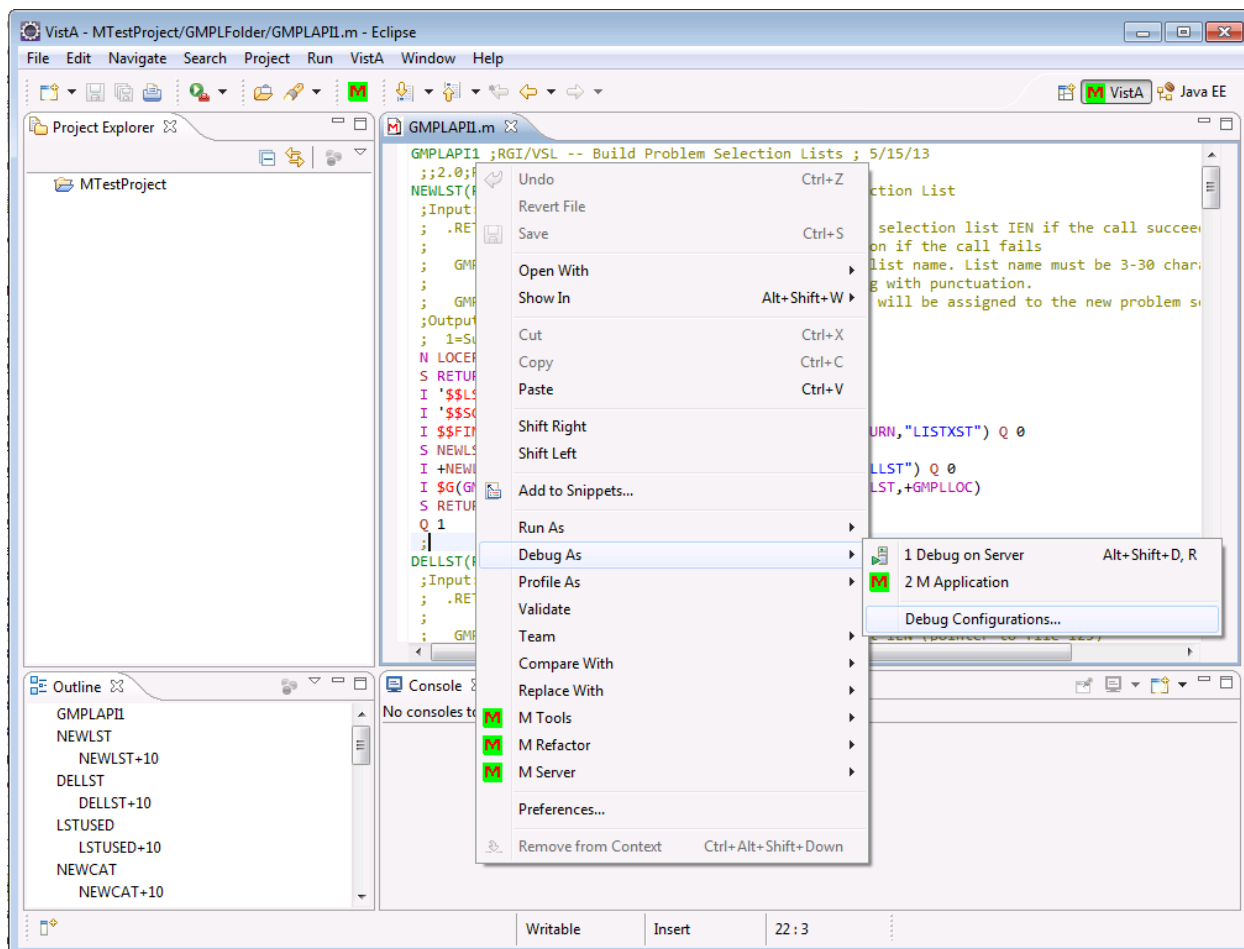 VistA - MTestProject/GMPLFolder/GMPLAPI1.m - Eclipse
File Edit Navigate Search Project Run VistA Window Help
M VistA Java EE
Project Explorer
MTestProject
GMPLAPI1.m
GMPLAPI1 ;RGI/VSL -- Build Problem Selection Lists ; 5/15/13
;;2.0;
NEWLST( ction List
;Input:
; .RET selection list IEN if the call
; on if the call fails
; GMP list name. List name must be 3-30
; g with punctuation.
; GMP will be assigned to the new problem
;Output
; 1=Su
N LOCER
S RETUR
I '$$LS
I '$$SC
I $$FIN URN,"LISTXST") Q 0
S NEWLS
I +NEWL LLST") Q 0
I $G(GM LST,+GMPLLOC)
S RETUR
Q 1
;
DELLST(
;Input:
; .RET
;
; GMP
Undo Ctrl+Z
Revert File
Save Ctrl+S
Open With
Show In Alt+Shift+W
Cut Ctrl+X
Copy Ctrl+C
Paste Ctrl+V
Shift Right
Shift Left
Add to Snippets...
Run As
Debug As
Profile As
Validate
Team
Compare With
Replace With
M M Tools
M M Refactor
M M Server
Preferences...
Remove from Context Ctrl+Alt+Shift+Down
1 Debug on Server Alt+Shift+D, R
M 2 M Application
Debug Configurations...
Outline
GMPLAPI1
NEWLST
NEWLST+10
DELLST
DELLST+10
LSTUSED
LSTUSED+10
NEWCAT
NEWCAT+10
Console
No consoles to
Writable Insert 22 : 3